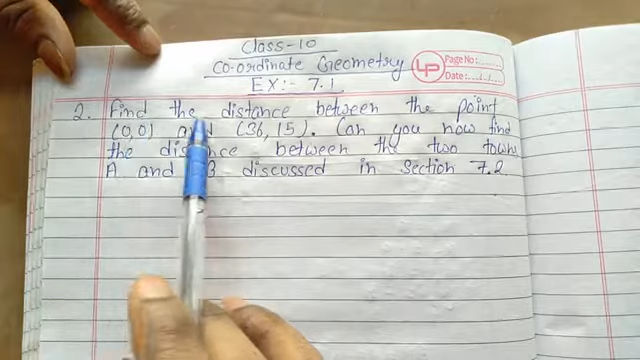 Class-10
Co-ordinate Geometry
EX:- 7.1
LP
Page No:
Date:
2. Find the distance between the point
(0,0) and (36,15). Can you now find
the distance between the two towns
A and B discussed in Section 7.2